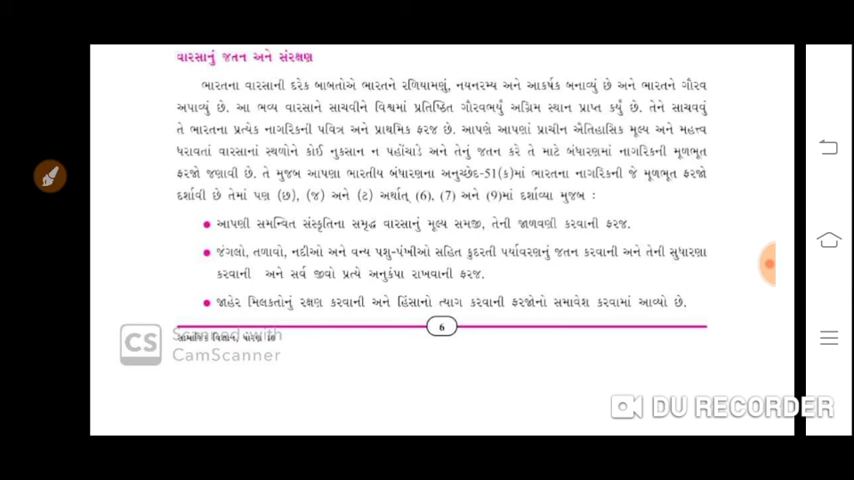 વારસાનું જતન અને સંરક્ષણ
ભારતના વારસાની દરેક બાબતોએ ભારતને રળિયામણું, નયનરમ્ય અને આકર્ષક બનાવ્યું છે અને ભારતને ગૌરવ
અપાવ્યું છે. આ ભવ્ય વારસાને સાચવીને વિશ્વમાં પ્રતિષ્ઠિત ગૌરવભર્યું અગ્રિમ સ્થાન પ્રાપ્ત કર્યું છે. તેને સાચવવું
તે ભારતના પ્રત્યેક નાગરિકની પવિત્ર અને પ્રાથમિક ફરજ છે. આપણે આપણાં પ્રાચીન ઐતિહાસિક મૂલ્ય અને મહત્ત્વ
ધરાવતાં વારસાનાં સ્થળોને કોઈ નુકસાન ન પહોંચાડે અને તેનું જતન કરે તે માટે બંધારણમાં નાગરિકની મૂળભૂત
ફરજો જણાવી છે. તે મુજબ આપણા ભારતીય બંધારણના અનુચ્છેદ-51(ક)માં ભારતના નાગરિકની જે મૂળભૂત ફરજો
દર્શાવી છે તેમાં પણ (છ), (જ) અને (ટ) અર્થાત્ (6), (7) અને (9)માં દર્શાવ્યા મુજબ :
● આપણી સમન્વિત સંસ્કૃતિના સમૃદ્ધ વારસાનું મૂલ્ય સમજી, તેની જાળવણી કરવાની ફરજ.
● જંગલો, તળાવો, નદીઓ અને વન્ય પશુ-પંખીઓ સહિત કુદરતી પર્યાવરણનું જતન કરવાની અને તેની સુધારણા
કરવાની અને સર્વ જીવો પ્રત્યે અનુકંપા રાખવાની ફરજ.
● જાહેર મિલકતોનું રક્ષણ કરવાની અને હિંસાનો ત્યાગ કરવાની ફરજોનો સમાવેશ કરવામાં આવ્યો છે.
6
સામાજિક વિજ્ઞાન, ધોરણ 10
CS Scanned with
CamScanner
DU RECORDER